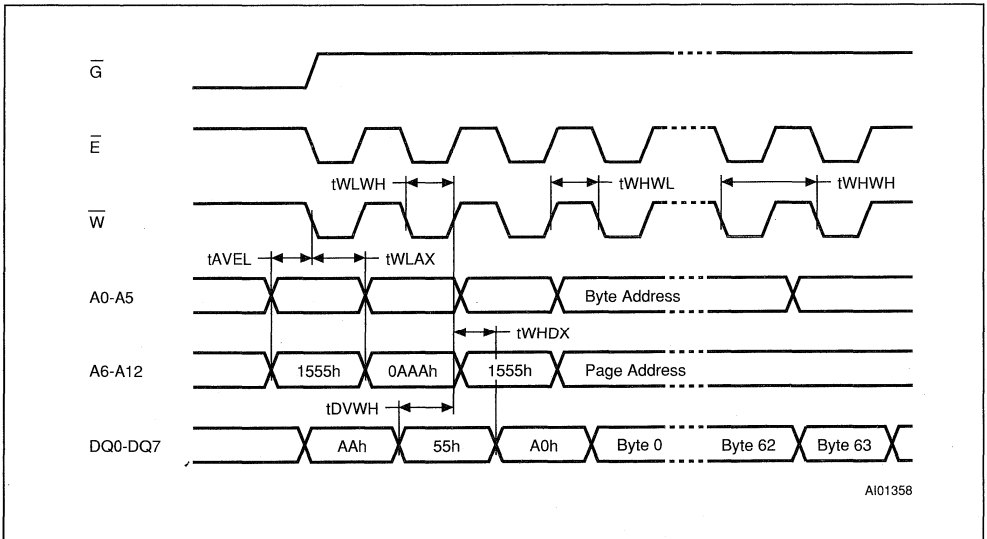 G̅
E̅
tWLWH
tWHWL
tWHWH
W̅
tAVEL
tWLAX
A0-A5
Byte Address
tWHDX
A6-A12
1555h
0AAAh
1555h
Page Address
tDVWH
DQ0-DQ7
AAh
55h
A0h
Byte 0
Byte 62
Byte 63
AI01358